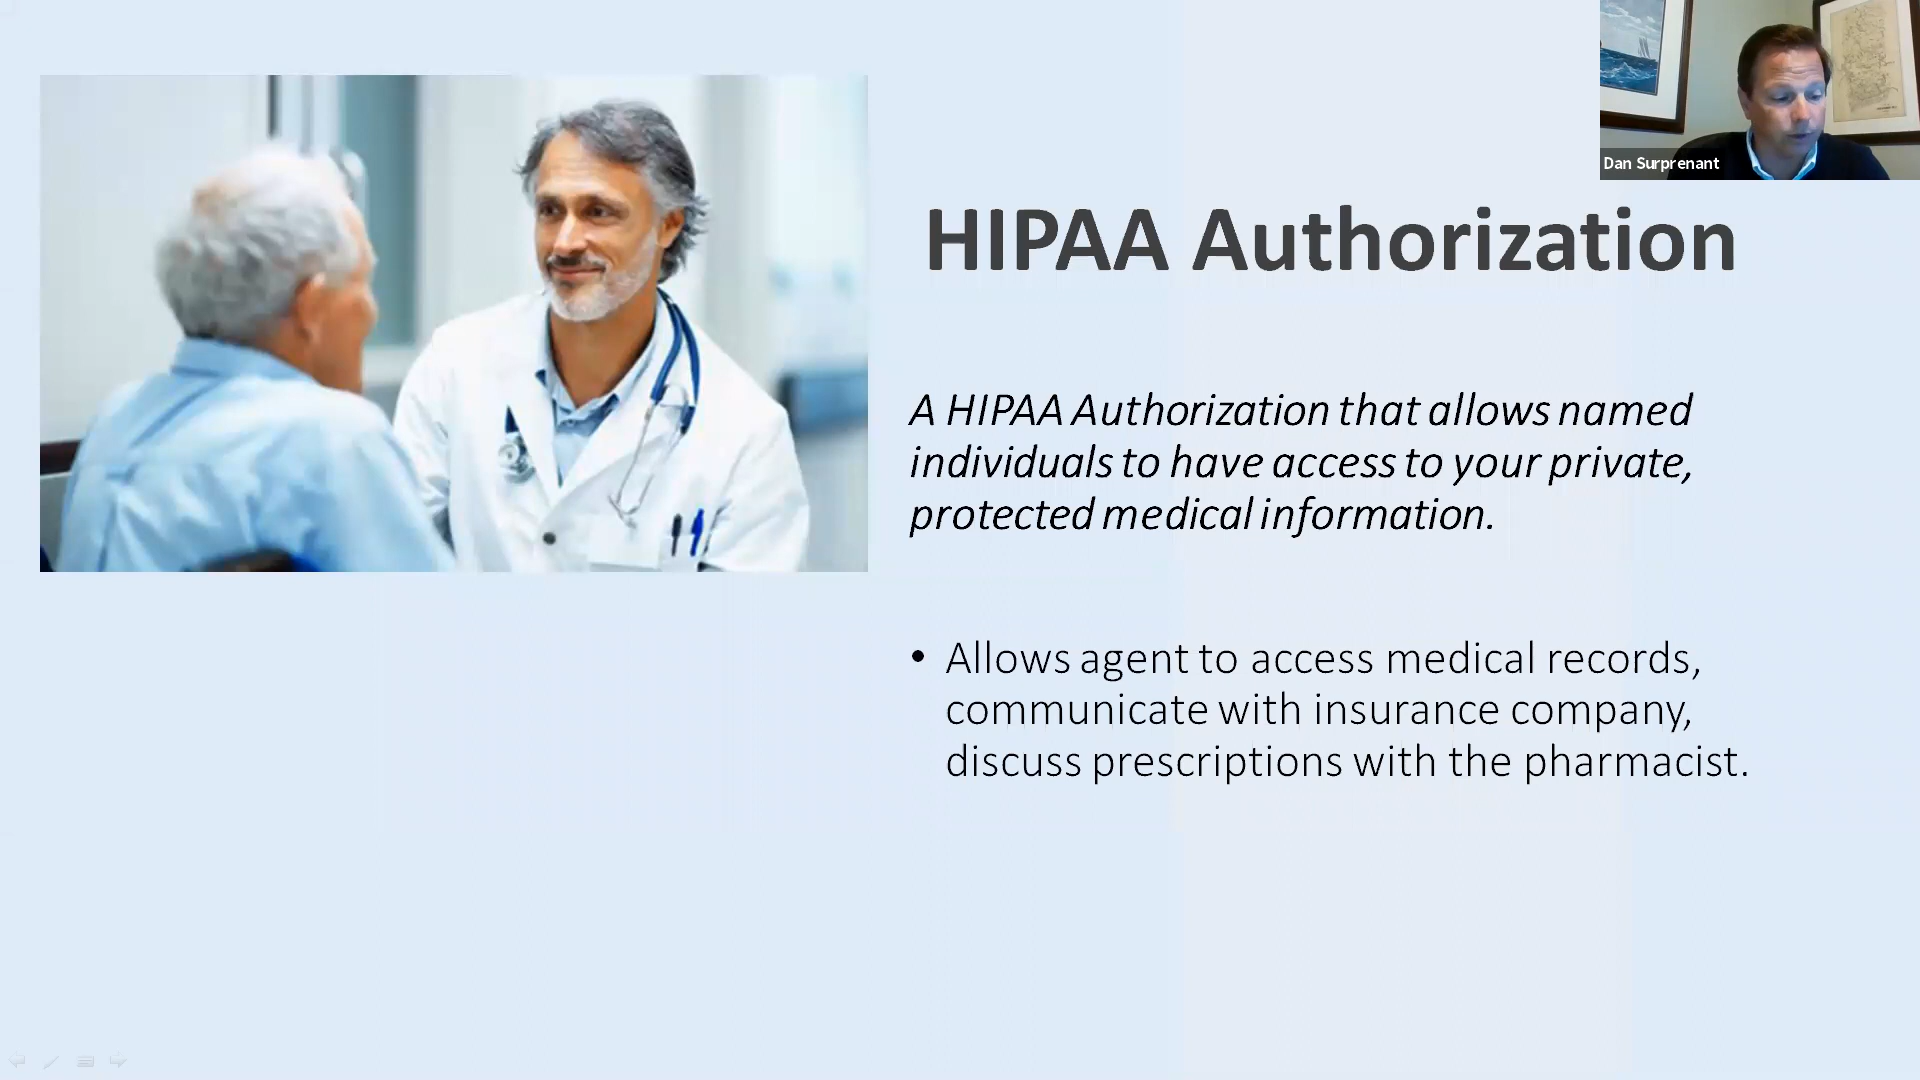 Dan Surprenant
HIPAA Authorization
A HIPAA Authorization that allows named
individuals to have access to your private,
protected medical information.
• Allows agent to access medical records,
communicate with insurance company,
discuss prescriptions with the pharmacist.